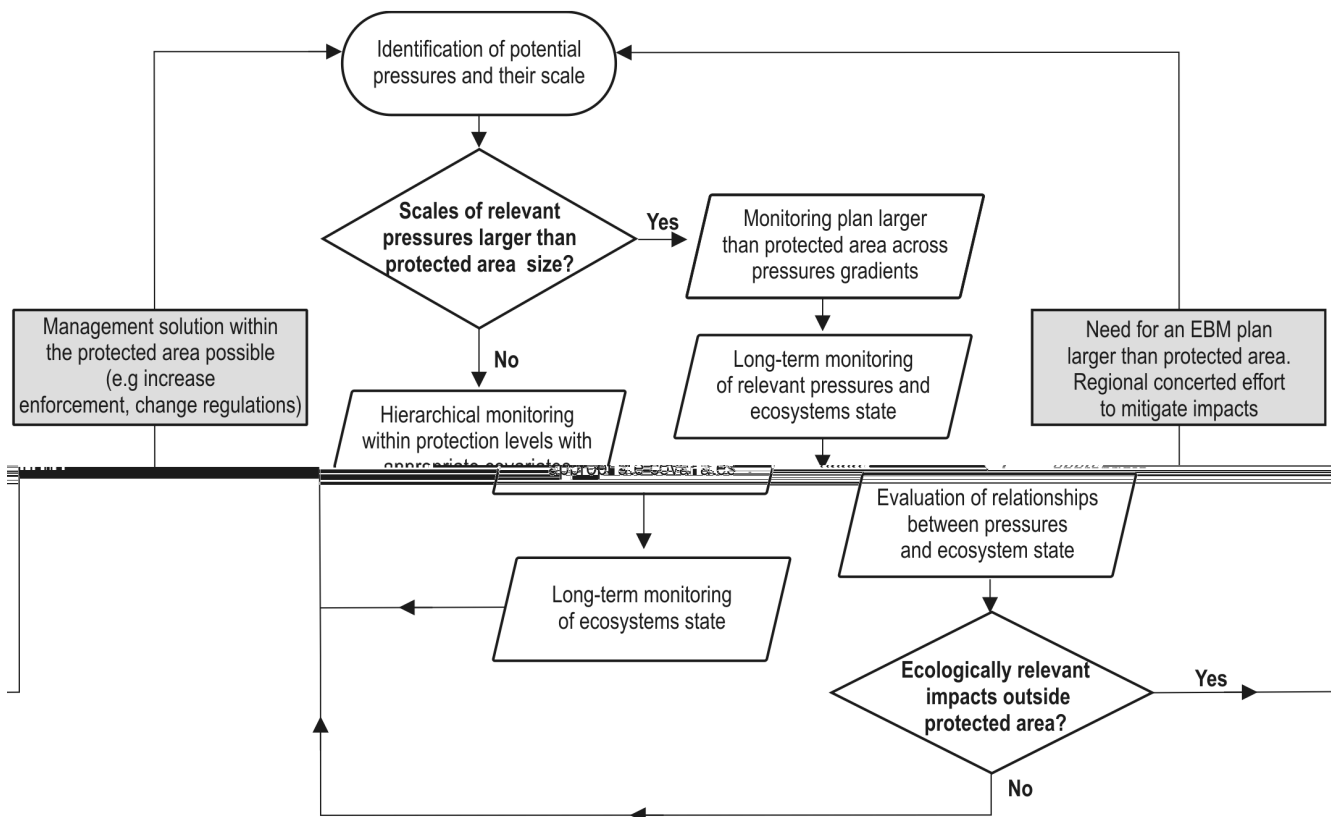 Identification of potential
pressures and their scale
Scales of relevant
pressures larger than
protected area size?
Yes
No
Monitoring plan larger
than protected area across
pressures gradients
Management solution within
the protected area possible
(e.g increase
enforcement, change regulations)
Long-term monitoring
of relevant pressures and
ecosystems state
Need for an EBM plan
larger than protected area.
Regional concerted effort
to mitigate impacts
Hierarchical monitoring
within protection levels with
Evaluation of relationships
between pressures
and ecosystem state
Long-term monitoring
of ecosystems state
Ecologically relevant
impacts outside
protected area?
Yes
No